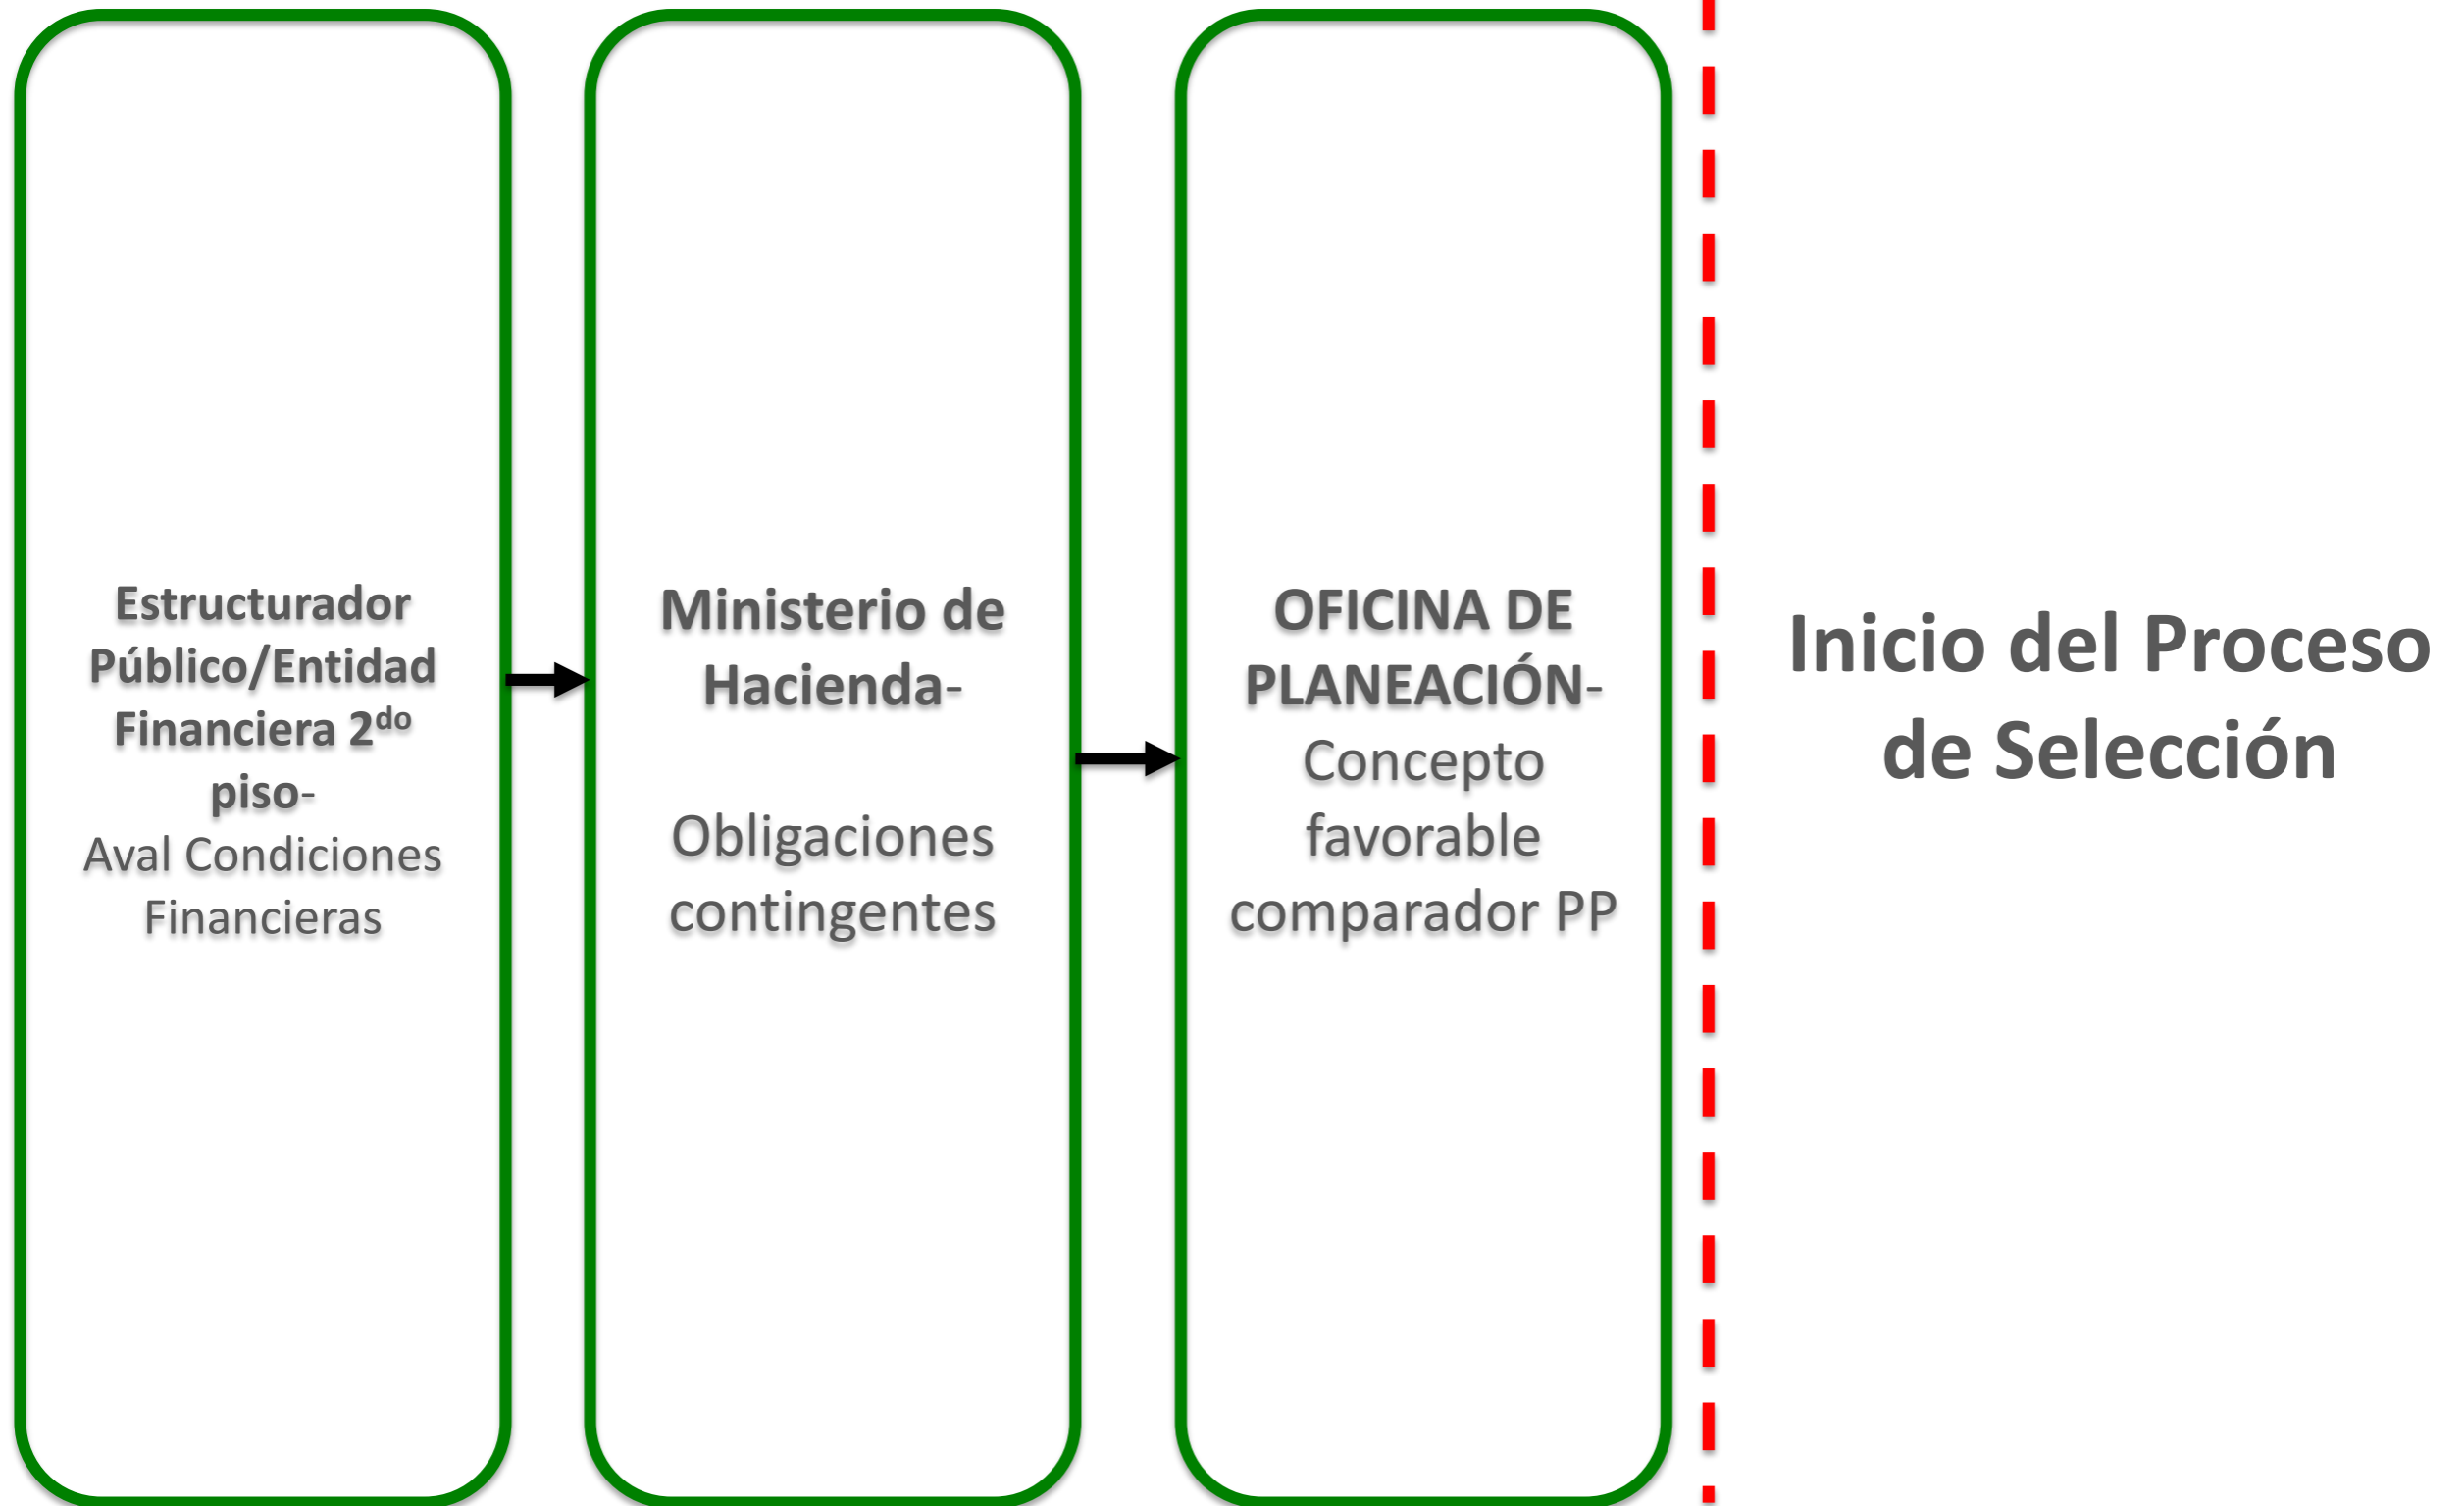 Estructurador
Público/Entidad
Financiera 2do
piso-
Aval Condiciones
Financieras
Ministerio de
Hacienda-
Obligaciones
contingentes
OFICINA DE
PLANEACIÓN-
Concepto
favorable
comparador PP
Inicio del Proceso
de Selección